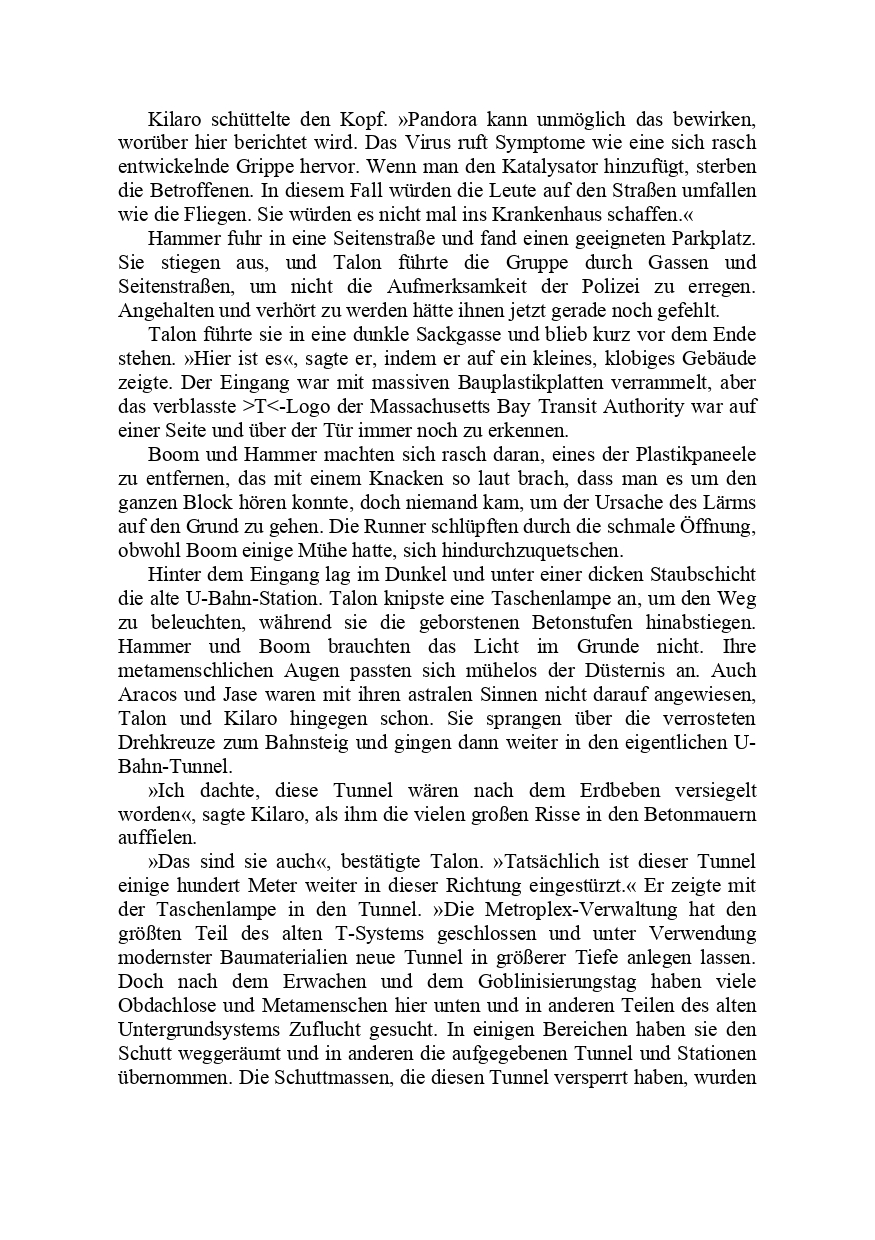 Kilaro schüttelte den Kopf. »Pandora kann unmöglich das bewirken,
worüber hier berichtet wird. Das Virus ruft Symptome wie eine sich rasch
entwickelnde Grippe hervor. Wenn man den Katalysator hinzufügt, sterben
die Betroffenen. In diesem Fall würden die Leute auf den Straßen umfallen
wie die Fliegen. Sie würden es nicht mal ins Krankenhaus schaffen.«
Hammer fuhr in eine Seitenstraße und fand einen geeigneten Parkplatz.
Sie stiegen aus, und Talon führte die Gruppe durch Gassen und
Seitenstraßen, um nicht die Aufmerksamkeit der Polizei zu erregen.
Angehalten und verhört zu werden hätte ihnen jetzt gerade noch gefehlt.
Talon führte sie in eine dunkle Sackgasse und blieb kurz vor dem Ende
stehen. »Hier ist es«, sagte er, indem er auf ein kleines, klobiges Gebäude
zeigte. Der Eingang war mit massiven Bauplastikplatten verrammelt, aber
das verblasste >T<-Logo der Massachusetts Bay Transit Authority war auf
einer Seite und über der Tür immer noch zu erkennen.
Boom und Hammer machten sich rasch daran, eines der Plastikpaneele
zu entfernen, das mit einem Knacken so laut brach, dass man es um den
ganzen Block hören konnte, doch niemand kam, um der Ursache des Lärms
auf den Grund zu gehen. Die Runner schlüpften durch die schmale Öffnung,
obwohl Boom einige Mühe hatte, sich hindurchzuquetschen.
Hinter dem Eingang lag im Dunkel und unter einer dicken Staubschicht
die alte U-Bahn-Station. Talon knipste eine Taschenlampe an, um den Weg
zu beleuchten, während sie die geborstenen Betonstufen hinabstiegen.
Hammer und Boom brauchten das Licht im Grunde nicht. Ihre
metamenschlichen Augen passten sich mühelos der Düsternis an. Auch
Aracos und Jase waren mit ihren astralen Sinnen nicht darauf angewiesen,
Talon und Kilaro hingegen schon. Sie sprangen über die verrosteten
Drehkreuze zum Bahnsteig und gingen dann weiter in den eigentlichen U-
Bahn-Tunnel.
»Ich dachte, diese Tunnel wären nach dem Erdbeben versiegelt
worden«, sagte Kilaro, als ihm die vielen großen Risse in den Betonmauern
auffielen.
»Das sind sie auch«, bestätigte Talon. »Tatsächlich ist dieser Tunnel
einige hundert Meter weiter in dieser Richtung eingestürzt.« Er zeigte mit
der Taschenlampe in den Tunnel. »Die Metroplex-Verwaltung hat den
größten Teil des alten T-Systems geschlossen und unter Verwendung
modernster Baumaterialien neue Tunnel in größerer Tiefe anlegen lassen.
Doch nach dem Erwachen und dem Goblinisierungstag haben viele
Obdachlose und Metamenschen hier unten und in anderen Teilen des alten
Untergrundsystems Zuflucht gesucht. In einigen Bereichen haben sie den
Schutt weggeräumt und in anderen die aufgegebenen Tunnel und Stationen
übernommen. Die Schuttmassen, die diesen Tunnel versperrt haben, wurden